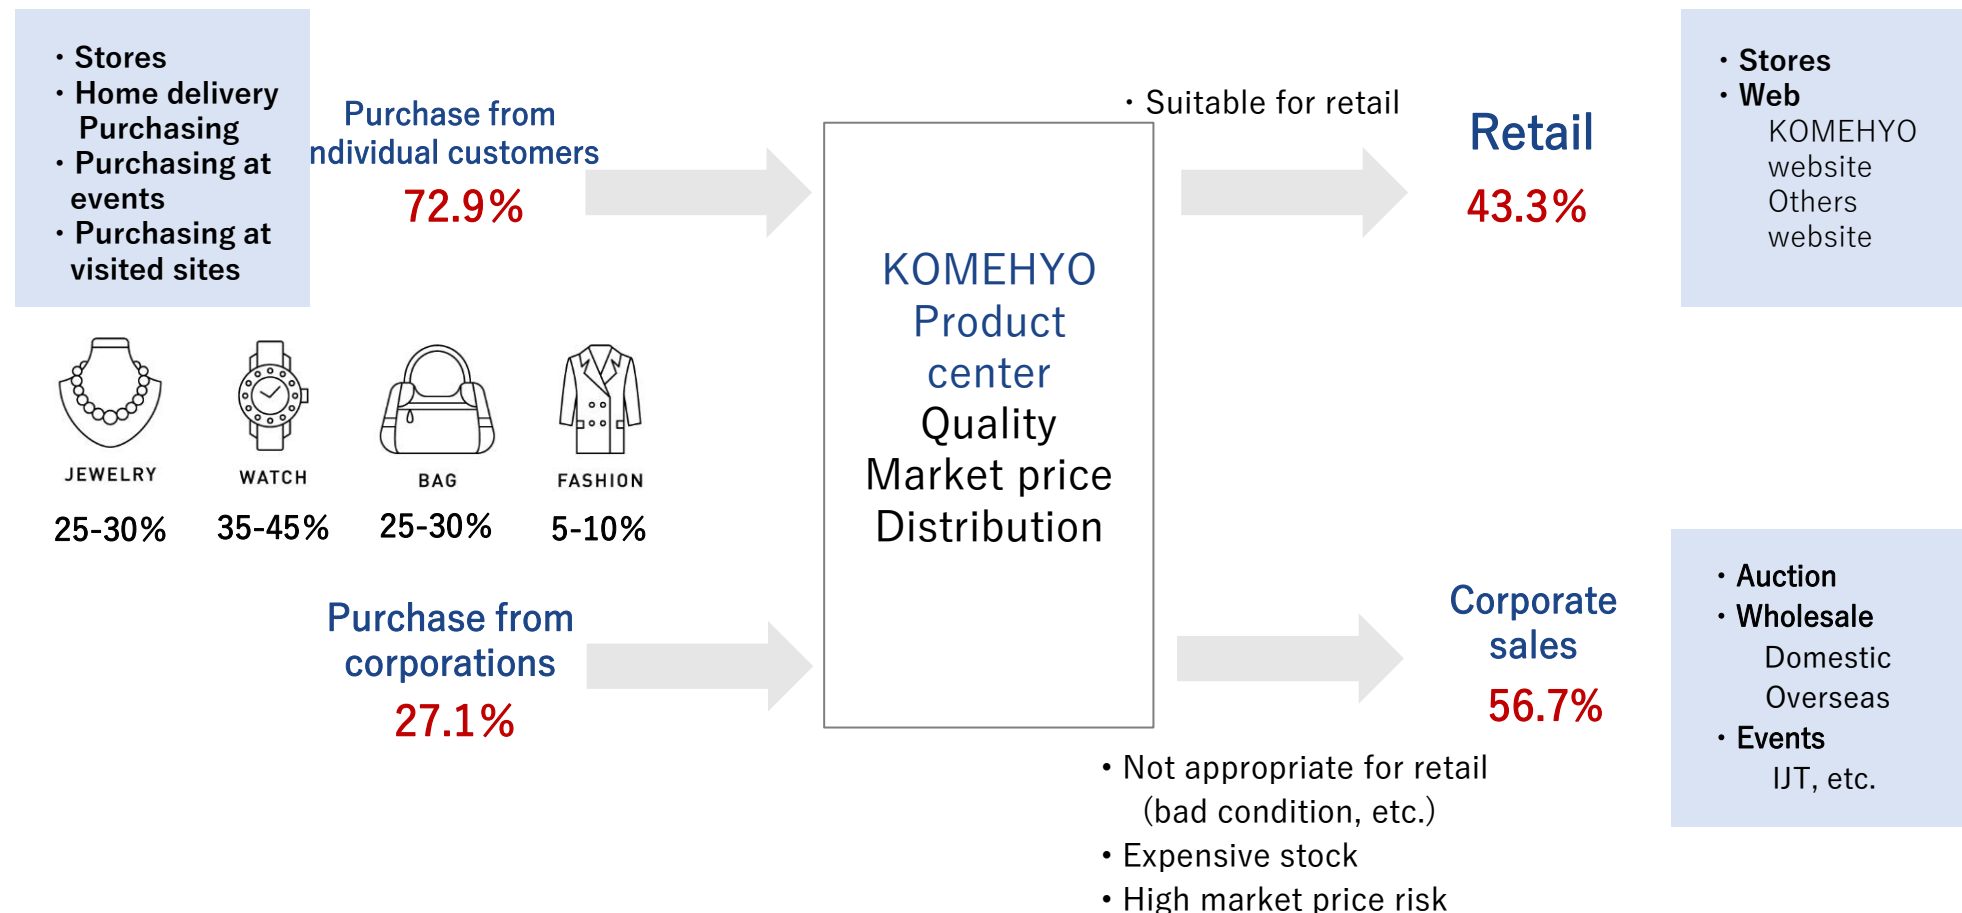 ・Stores
・Home delivery
Purchasing
・Purchasing at
events
・Purchasing at
visited sites
Purchase from
ndividual customers
72.9%
JEWELRY
25-30%
WATCH
35-45%
BAG
25-30%
FASHION
5-10%
Purchase from
corporations
27.1%
KOMEHYO
Product
center
Quality
Market price
Distribution
・Suitable for retail
Retail
43.3%
・Stores
・Web
KOMEHYO
website
Others
website
Corporate
sales
56.7%
・Not appropriate for retail
(bad condition, etc.)
・Expensive stock
・High market price risk
・Auction
・Wholesale
Domestic
Overseas
・Events
IJT, etc.